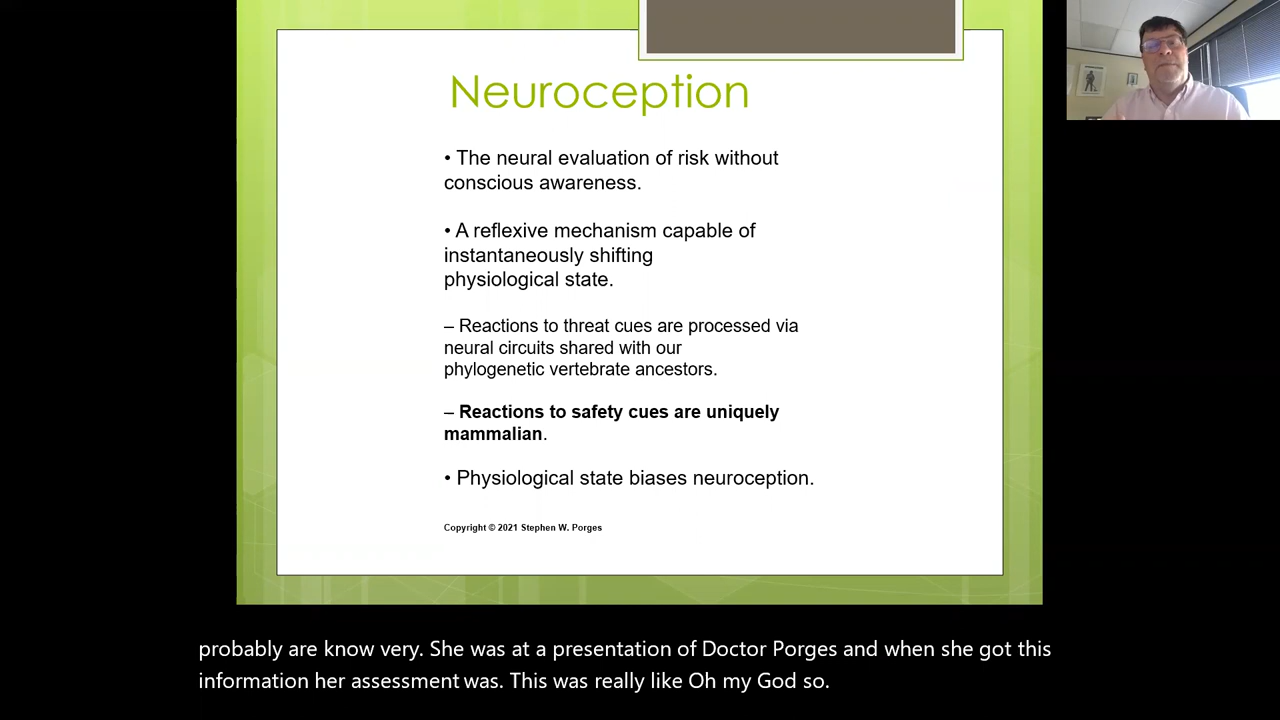 Neuroception
• The neural evaluation of risk without
conscious awareness.
• A reflexive mechanism capable of
instantaneously shifting
physiological state.
– Reactions to threat cues are processed via
neural circuits shared with our
phylogenetic vertebrate ancestors.
– Reactions to safety cues are uniquely
mammalian.
• Physiological state biases neuroception.
Copyright © 2021 Stephen W. Porges
probably are know very. She was at a presentation of Doctor Porges and when she got this
information her assessment was. This was really like Oh my God so.